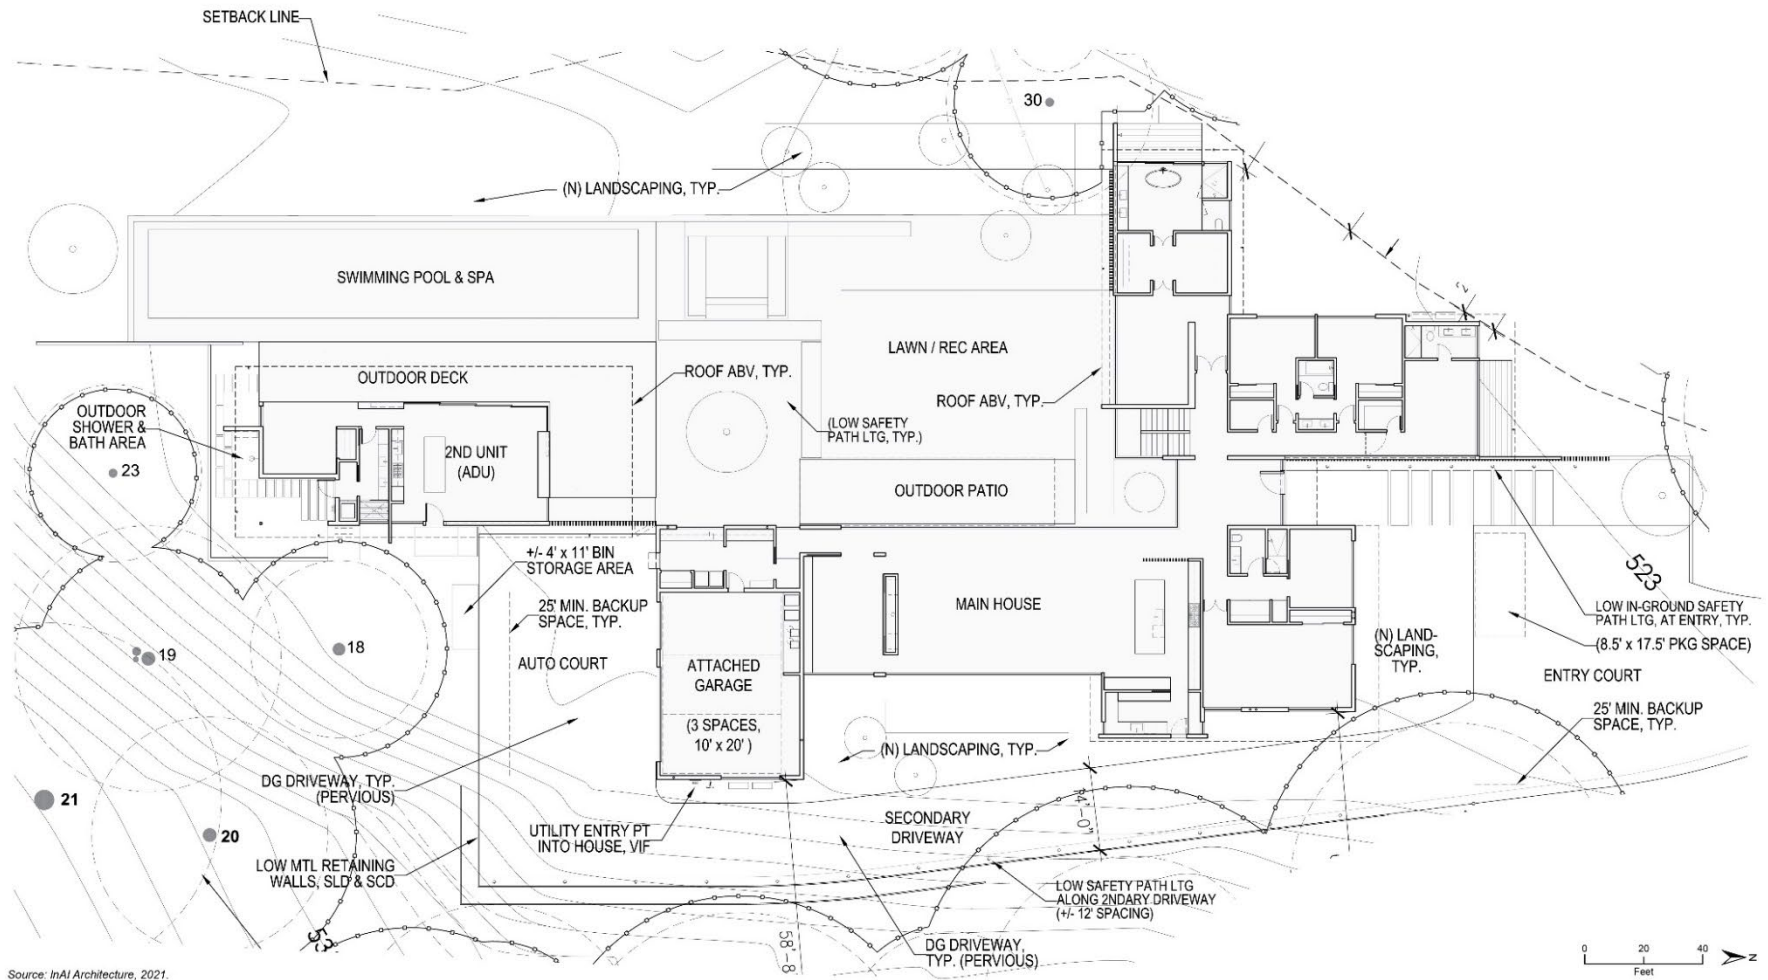 SETBACK LINE
30
(N) LANDSCAPING, TYP.
SWIMMING POOL & SPA
LAWN / REC AREA
ROOF ABV, TYP.
OUTDOOR DECK
ROOF ABV, TYP.
OUTDOOR
SHOWER &
BATH AREA
(LOW SAFETY
PATH LTG, TYP.)
2ND UNIT
(ADU)
23
OUTDOOR PATIO
+/- 4' x 11' BIN
STORAGE AREA
523
25' MIN. BACKUP
SPACE, TYP.
MAIN HOUSE
LOW IN-GROUND SAFETY
PATH LTG, AT ENTRY, TYP.
(N) LAND-
SCAPING,
TYP.
(8.5' x 17.5' PKG SPACE)
18
19
AUTO COURT
ATTACHED
GARAGE
ENTRY COURT
(3 SPACES,
10' x 20' )
25' MIN. BACKUP
SPACE, TYP.
(N) LANDSCAPING, TYP.
DG DRIVEWAY, TYP.
(PERVIOUS)
21
20
UTILITY ENTRY PT
INTO HOUSE, VIF
SECONDARY
DRIVEWAY
14'-0"
LOW MTL RETAINING
WALLS, SLD & SCD
LOW SAFETY PATH LTG
ALONG 2NDARY DRIVEWAY
(+/- 12' SPACING)
58'-8
DG DRIVEWAY,
TYP. (PERVIOUS)
0 20 40
Feet
N
Source: InAI Architecture, 2021.